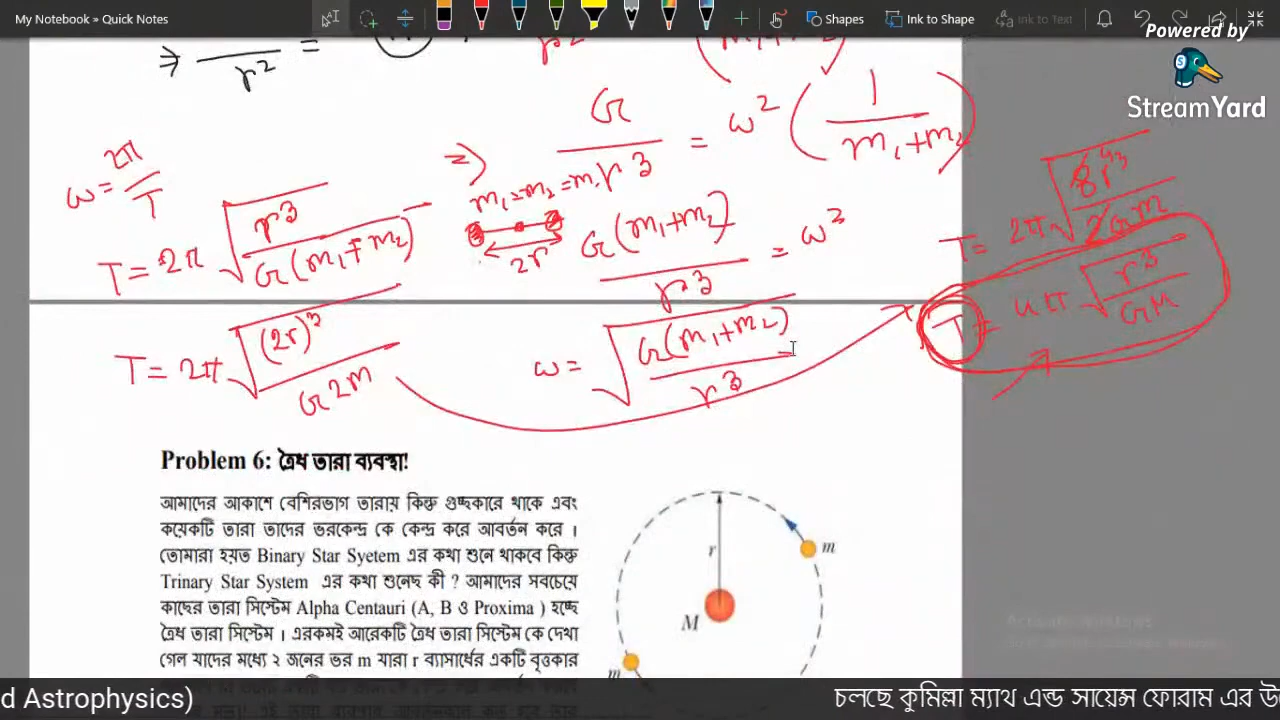 My Notebook » Quick Notes
Shapes
Ink to Shape
Ink to Text
Powered by
StreamYard
⇒ / r² =
r²
(m₁+m₂)
ω = 2π/T
⇒ G/r³ = ω² (1/(m₁+m₂))
m₁=m₂=m.
2r
T = 2π √(r³/(G(m₁+m₂)))
G(m₁+m₂)/r³ = ω²
T = 2π √(8r³/(2Gm))
T = 4π √(r³/GM)
T = 2π √((2r)³/(G2m))
ω = √(G(m₁+m₂)/r³)
Problem 6: ত্রৈধ তারা ব্যবস্থা!
আমাদের আকাশে বেশিরভাগ তারায় কিন্তু গুচ্ছকারে থাকে এবং
কয়েকটি তারা তাদের ভরকেন্দ্র কে কেন্দ্র করে আবর্তন করে ।
তোমারা হয়ত Binary Star Syetem এর কথা শুনে থাকবে কিন্তু
Trinary Star System এর কথা শুনেছ কী ? আমাদের সবচেয়ে
কাছের তারা সিস্টেম Alpha Centauri (A, B ও Proxima ) হচ্ছে
ত্রৈধ তারা সিস্টেম । এরকমই আরেকটি ত্রৈধ তারা সিস্টেম কে দেখা
গেল যাদের মধ্যে ২ জনের ভর m যারা r ব্যাসার্ধের একটি বৃত্তকার
r
m
M
m
d Astrophysics)
চলছে কুমিল্লা ম্যাথ এন্ড সায়েন্স ফোরাম এর উ